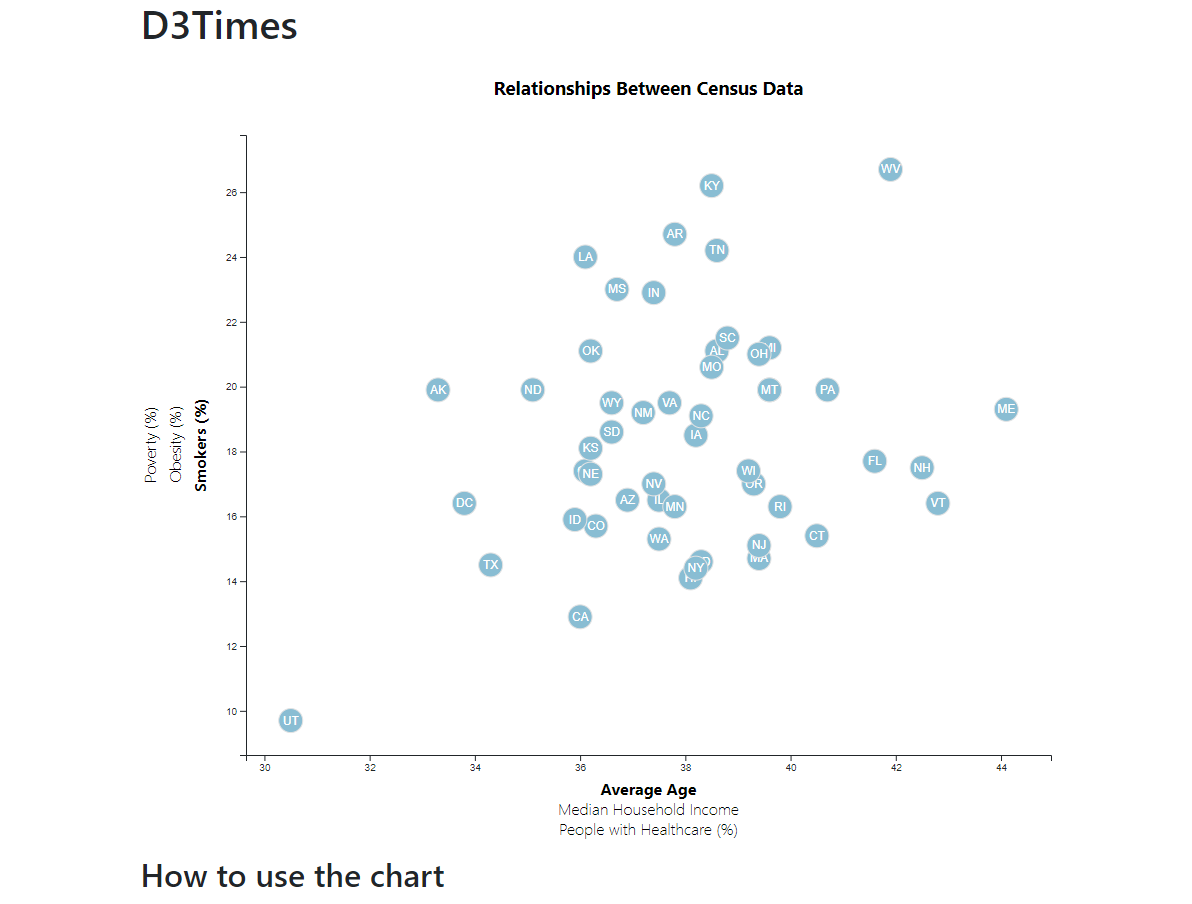 D3Times
Relationships Between Census Data
26
24
22
20
18
16
14
12
10
Poverty (%)
Obesity (%)
Smokers (%)
WV
KY
AR
TN
LA
MS
IN
SC
AL
MI
OH
OK
MO
AK
ND
MT
PA
WY
VA
ME
NM
NC
SD
IA
KS
FL
NH
WI
NE
NV
OR
DC
AZ
IL
MN
RI
VT
ID
CO
CT
WA
NJ
MA
TX
NY
CA
UT
30
32
34
36
38
40
42
44
Average Age
Median Household Income
People with Healthcare (%)
How to use the chart